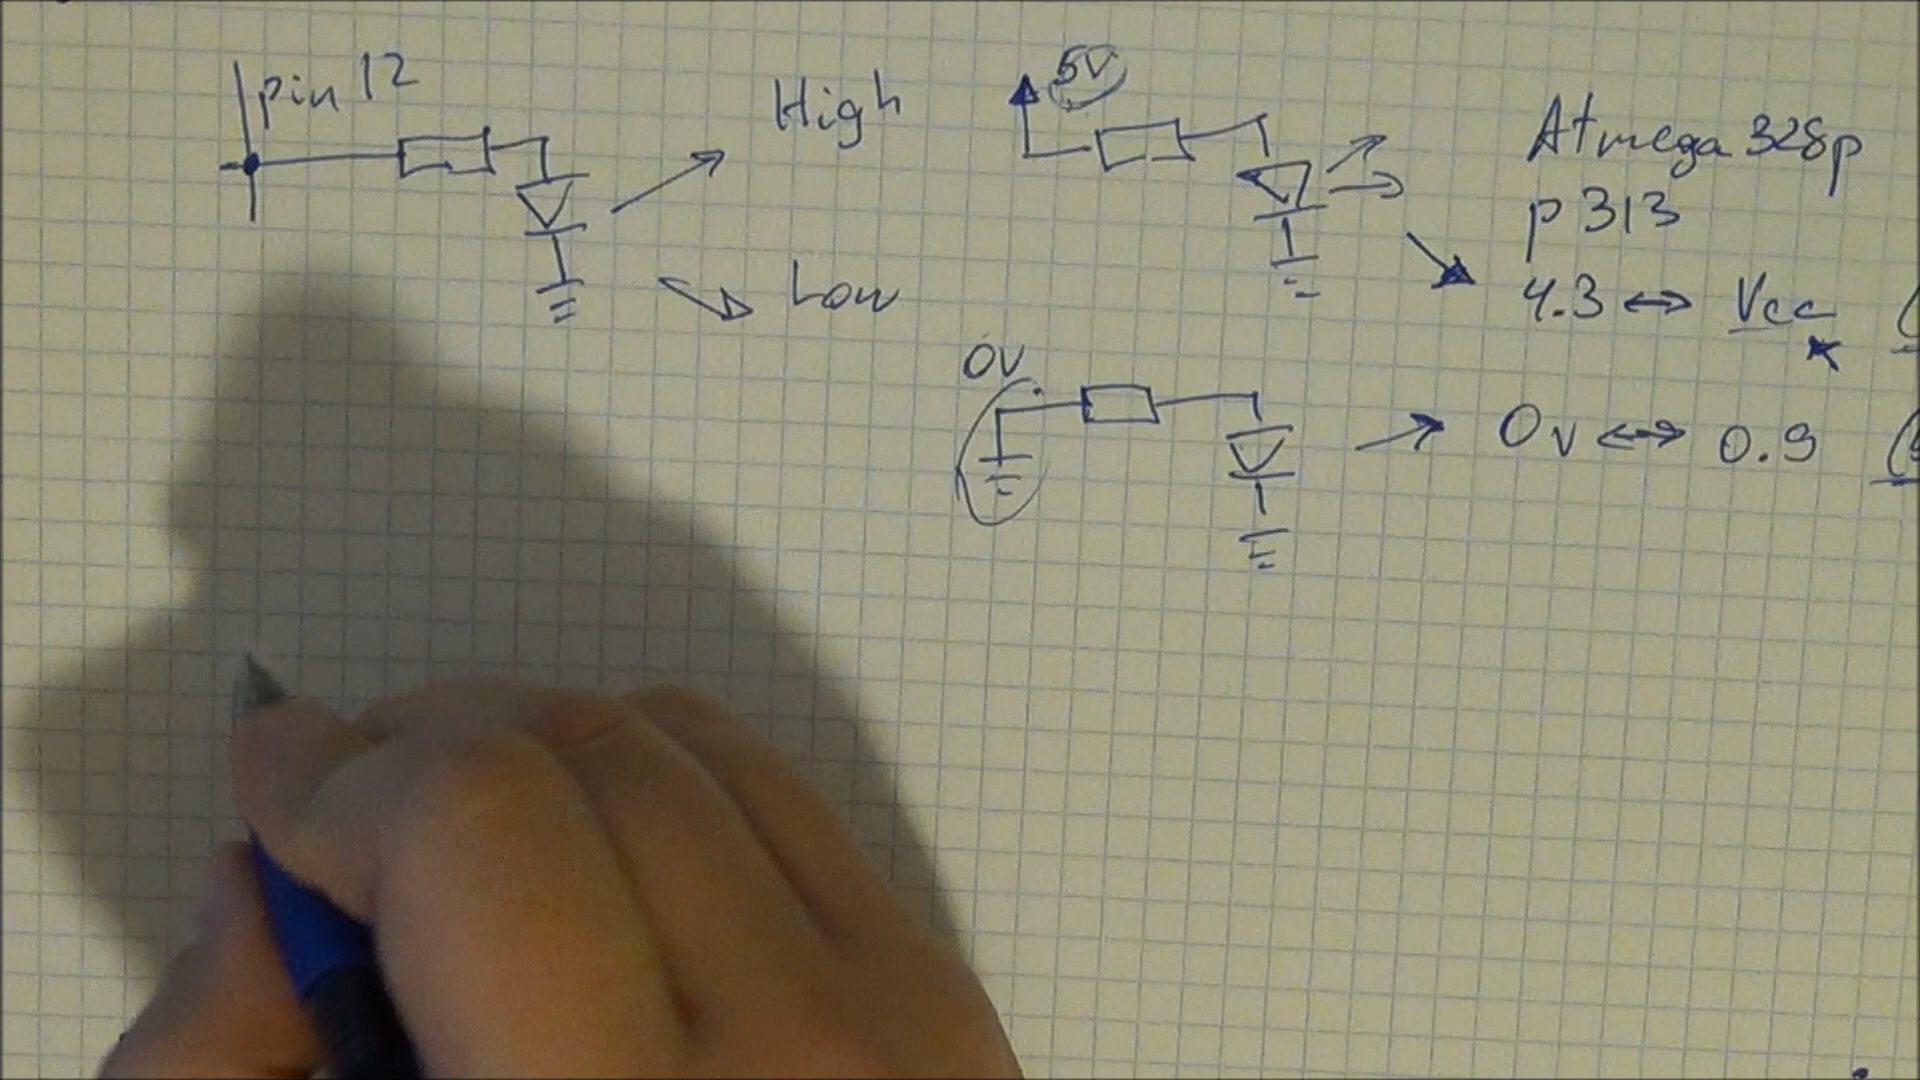 pin 12
High
5V
Atmega 328p
p 313
4.3 ↔ Vcc
Low
0V
0v ↔ 0.9